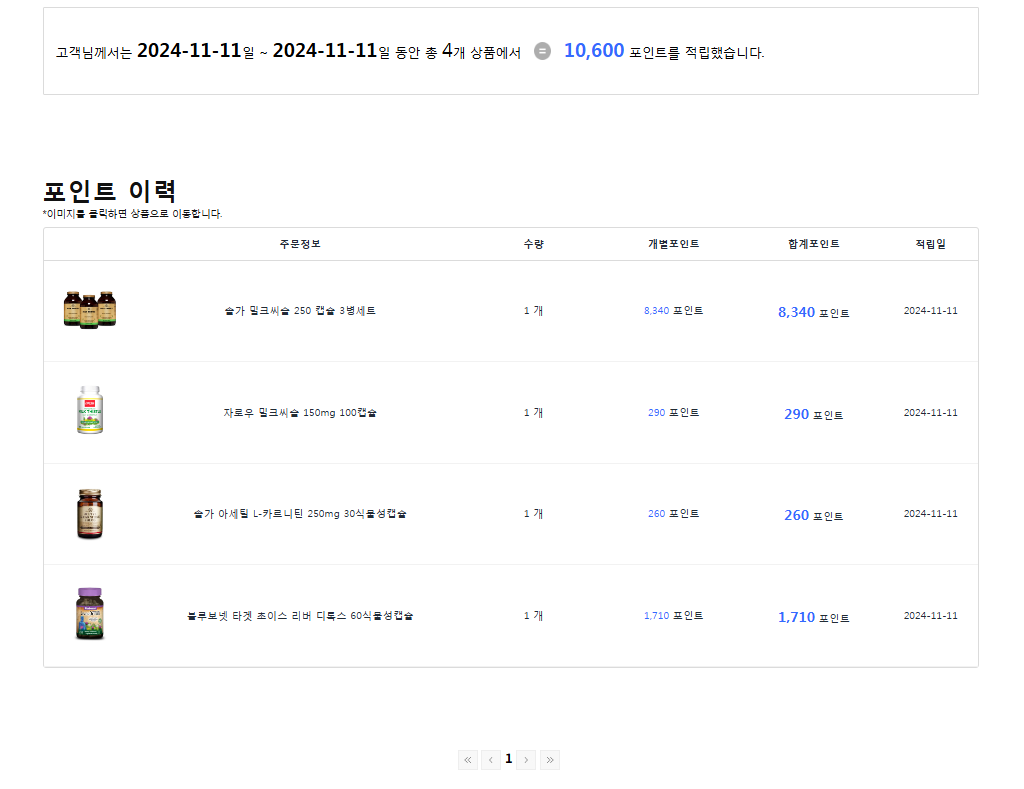 고객님께서는 2024-11-11일 ~ 2024-11-11일 동안 총 4개 상품에서 = 10,600 포인트를 적립했습니다.
포인트 이력
*이미지를 클릭하면 상품으로 이동합니다.
주문정보 수량 개별포인트 합계포인트 적립일
솔가 밀크씨슬 250 캡슐 3병세트 1 개 8,340 포인트 8,340 포인트 2024-11-11
자로우 밀크씨슬 150mg 100캡슐 1 개 290 포인트 290 포인트 2024-11-11
솔가 아세틸 L-카르니틴 250mg 30식물성캡슐 1 개 260 포인트 260 포인트 2024-11-11
블루보넷 타겟 초이스 리버 디톡스 60식물성캡슐 1 개 1,710 포인트 1,710 포인트 2024-11-11
« ‹ 1 › »